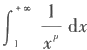 ∫₁^{+∞} 1/x^p dx